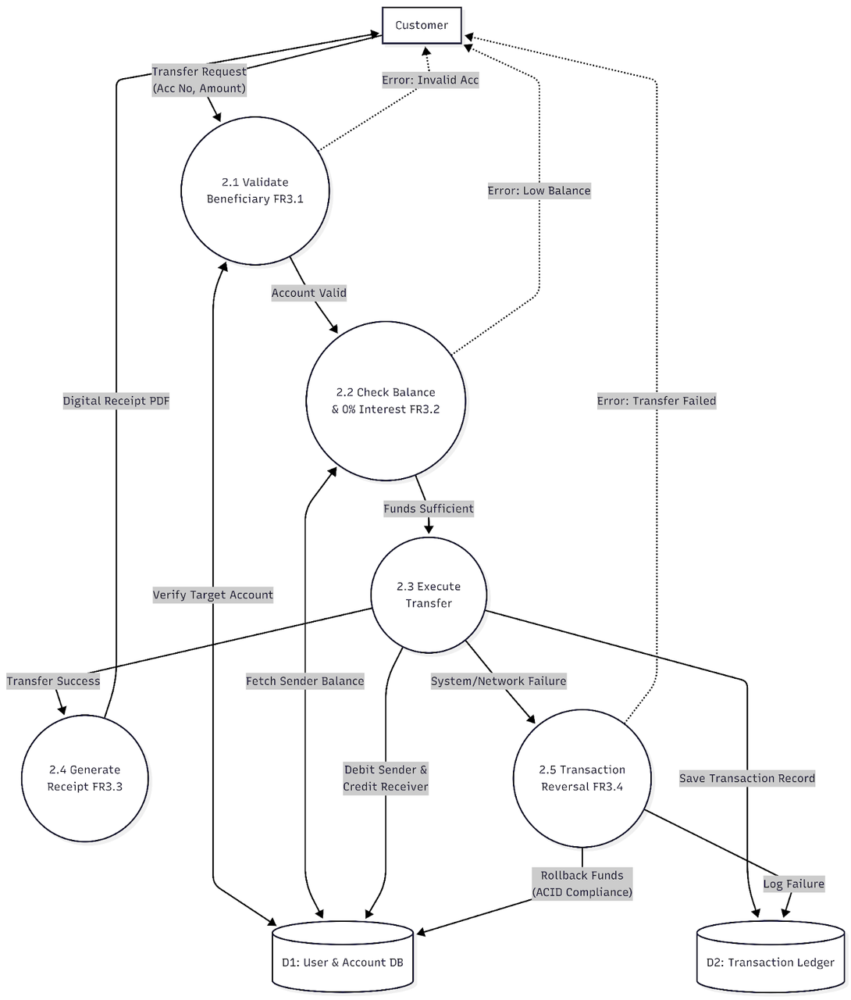 Customer
Transfer Request
(Acc No, Amount)
Error: Invalid Acc
2.1 Validate
Beneficiary FR3.1
Error: Low Balance
Account Valid
2.2 Check Balance
& 0% Interest FR3.2
Digital Receipt PDF
Error: Transfer Failed
Funds Sufficient
2.3 Execute
Transfer
Verify Target Account
Transfer Success
Fetch Sender Balance
System/Network Failure
2.4 Generate
Receipt FR3.3
Debit Sender &
Credit Receiver
2.5 Transaction
Reversal FR3.4
Save Transaction Record
Rollback Funds
(ACID Compliance)
Log Failure
D1: User & Account DB
D2: Transaction Ledger